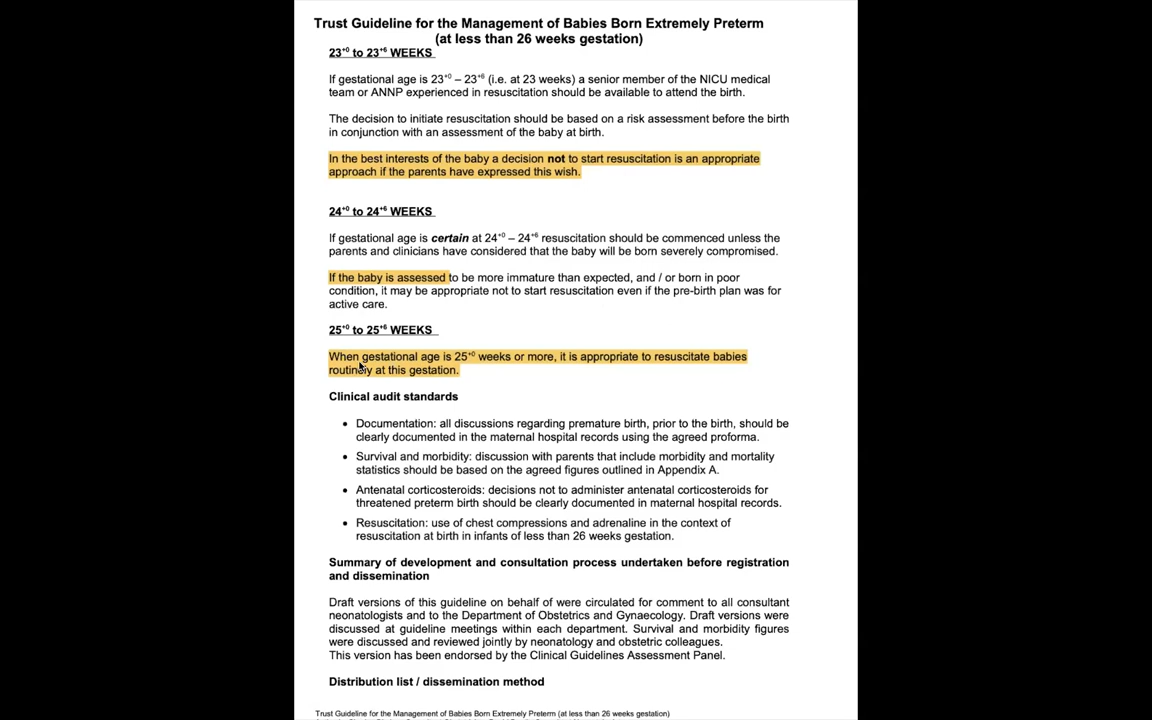 Trust Guideline for the Management of Babies Born Extremely Preterm
(at less than 26 weeks gestation)
23+0 to 23+6 WEEKS
If gestational age is 23+0 – 23+6 (i.e. at 23 weeks) a senior member of the NICU medical
team or ANNP experienced in resuscitation should be available to attend the birth.
The decision to initiate resuscitation should be based on a risk assessment before the birth
in conjunction with an assessment of the baby at birth.
In the best interests of the baby a decision not to start resuscitation is an appropriate
approach if the parents have expressed this wish.
24+0 to 24+6 WEEKS
If gestational age is certain at 24+0 – 24+6 resuscitation should be commenced unless the
parents and clinicians have considered that the baby will be born severely compromised.
If the baby is assessed to be more immature than expected, and / or born in poor
condition, it may be appropriate not to start resuscitation even if the pre-birth plan was for
active care.
25+0 to 25+6 WEEKS
When gestational age is 25+0 weeks or more, it is appropriate to resuscitate babies
routinely at this gestation.
Clinical audit standards
• Documentation: all discussions regarding premature birth, prior to the birth, should be
clearly documented in the maternal hospital records using the agreed proforma.
• Survival and morbidity: discussion with parents that include morbidity and mortality
statistics should be based on the agreed figures outlined in Appendix A.
• Antenatal corticosteroids: decisions not to administer antenatal corticosteroids for
threatened preterm birth should be clearly documented in maternal hospital records.
• Resuscitation: use of chest compressions and adrenaline in the context of
resuscitation at birth in infants of less than 26 weeks gestation.
Summary of development and consultation process undertaken before registration
and dissemination
Draft versions of this guideline on behalf of were circulated for comment to all consultant
neonatologists and to the Department of Obstetrics and Gynaecology. Draft versions were
discussed at guideline meetings within each department. Survival and morbidity figures
were discussed and reviewed jointly by neonatology and obstetric colleagues.
This version has been endorsed by the Clinical Guidelines Assessment Panel.
Distribution list / dissemination method
Trust Guideline for the Management of Babies Born Extremely Preterm (at less than 26 weeks gestation)